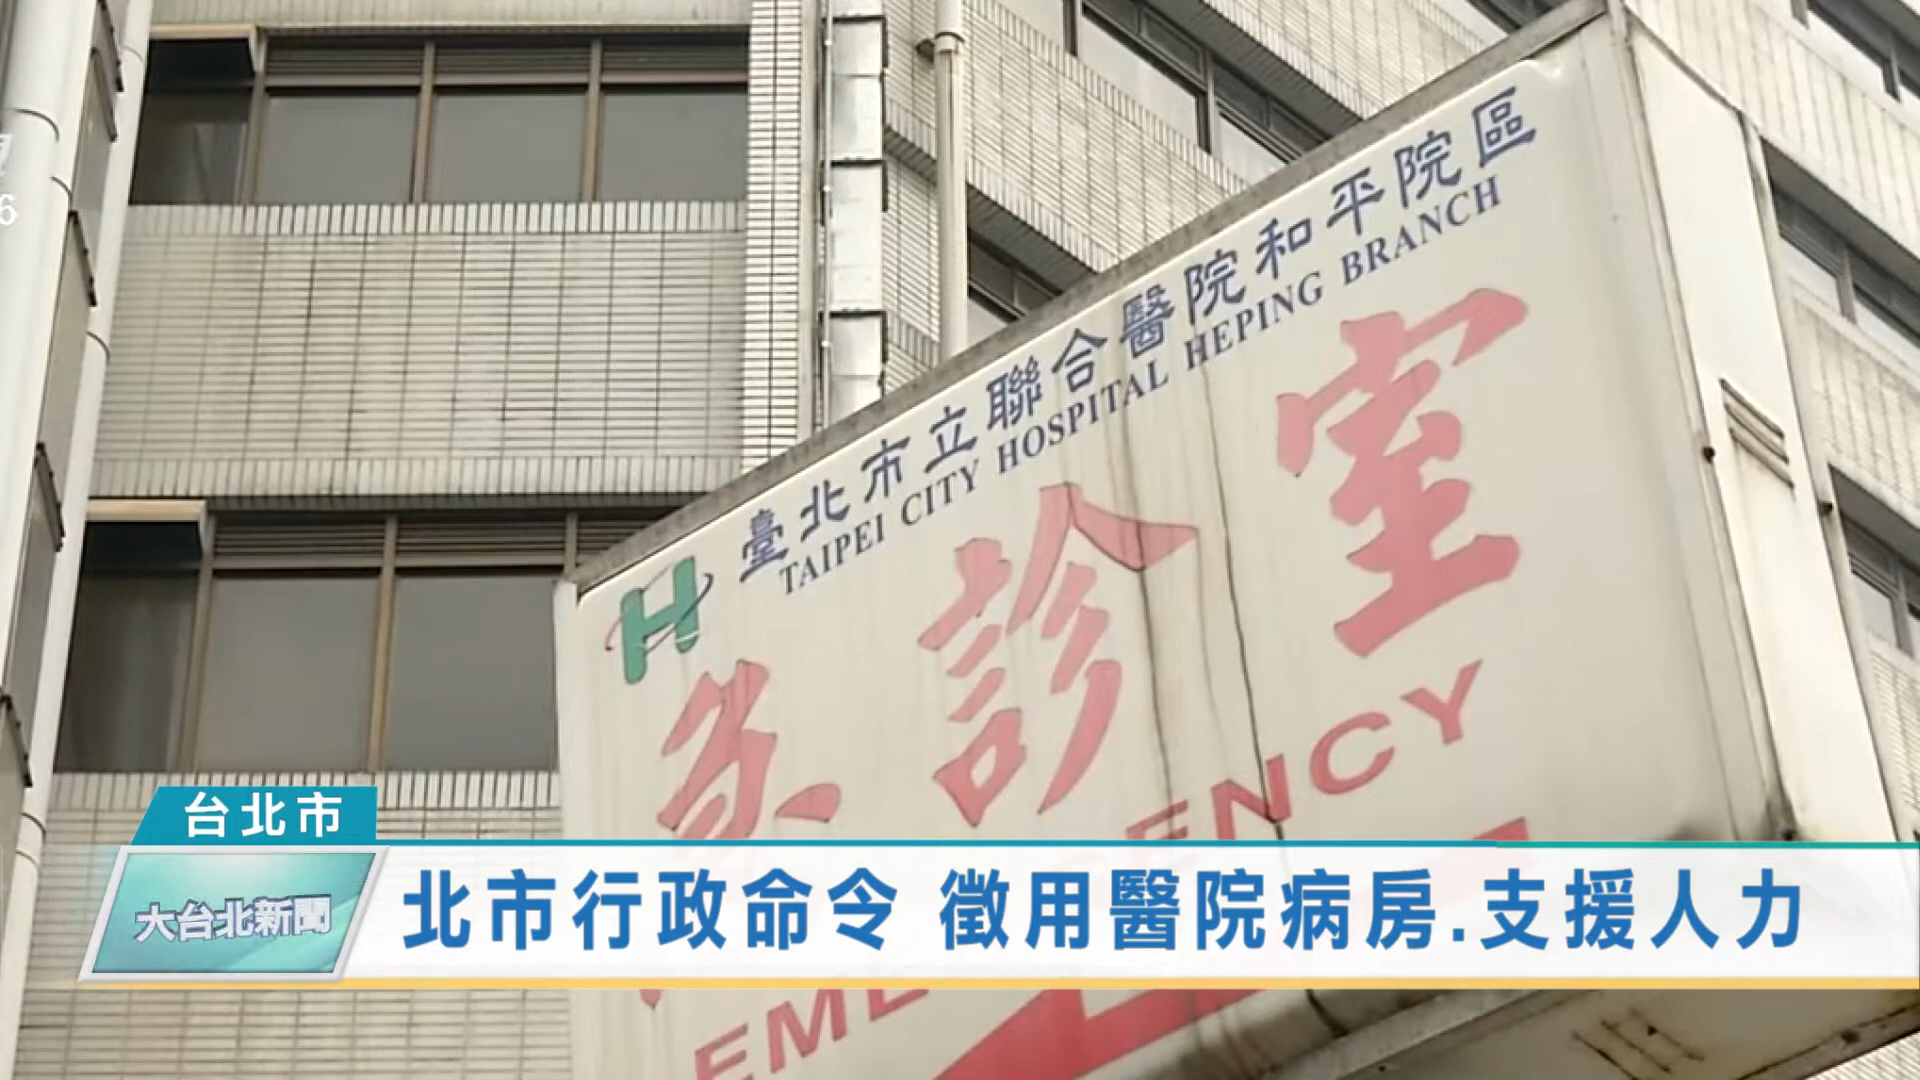 臺北市立聯合醫院和平院區
TAIPEI CITY HOSPITAL HEPING BRANCH
H
急診室
台北市
大台北新聞
北市行政命令 徵用醫院病房.支援人力
6